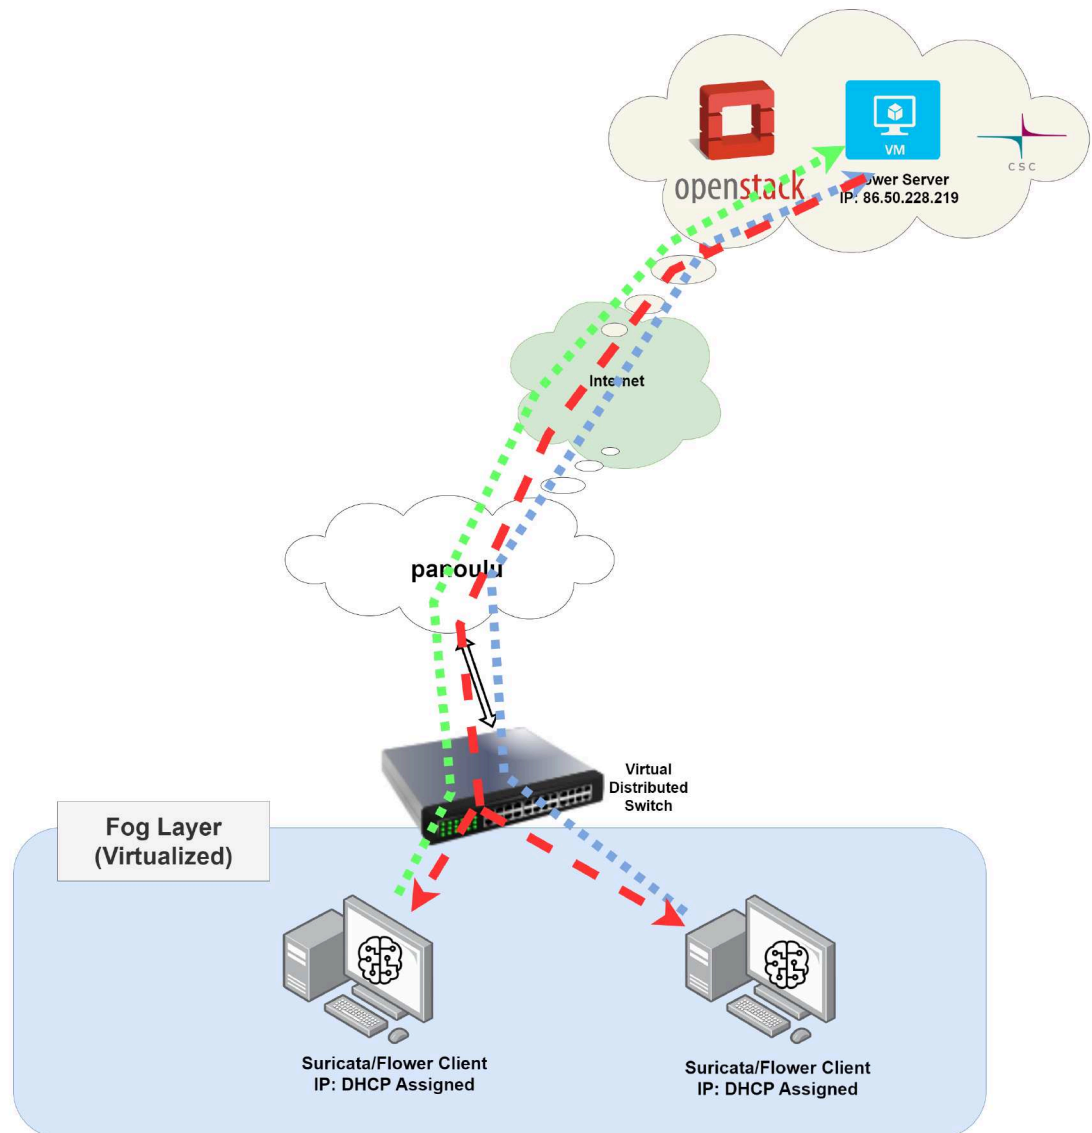 openstack
VM
CSC
ower Server
IP: 86.50.228.219
Internet
panoulu
Virtual
Distributed
Switch
Fog Layer
(Virtualized)
Suricata/Flower Client
IP: DHCP Assigned
Suricata/Flower Client
IP: DHCP Assigned